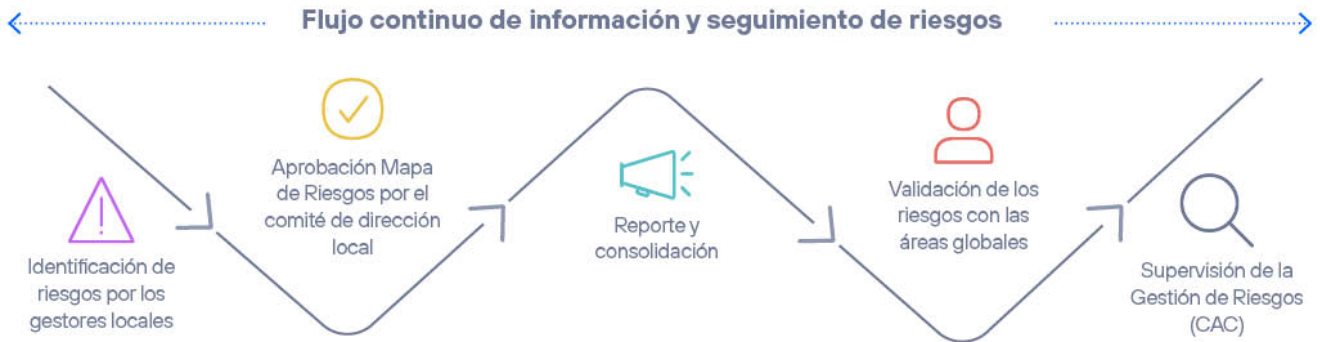 Flujo continuo de información y seguimiento de riesgos
Identificación de
riesgos por los
gestores locales
Aprobación Mapa
de Riesgos por el
comité de dirección
local
Reporte y
consolidación
Validación de los
riesgos con las
áreas globales
Supervisión de la
Gestión de Riesgos
(CAC)